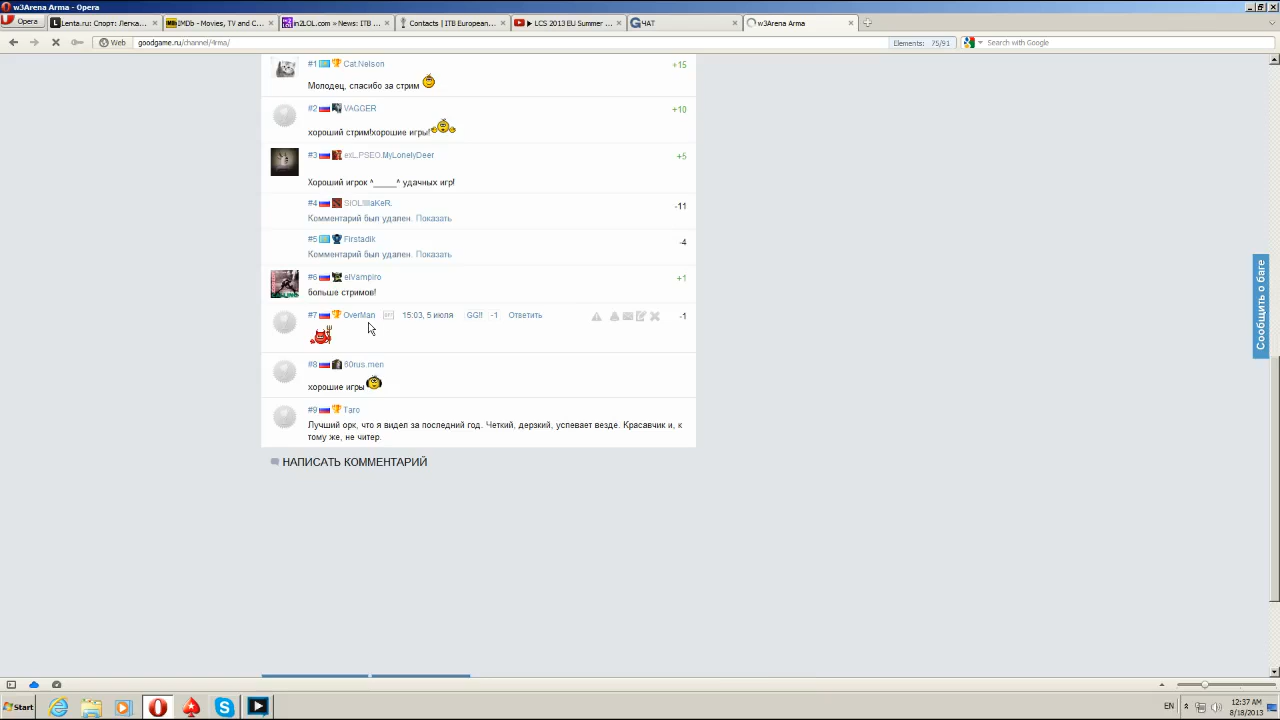 w3Arena Arma - Opera
Opera
Lenta.ru: Спорт: Легка...
IMDb - Movies, TV and C...
in2LOL.com » News: ITB ...
Contacts | ITB European...
LCS 2013 EU Summer ...
ЧАТ
w3Arena Arma
Web
goodgame.ru/channel/4rma/
Elements: 75/91
Search with Google
#1 Cat.Nelson +15
Молодец, спасибо за стрим
#2 VAGGER +10
хороший стрим!хорошие игры!
#3 exL.PSEO.MyLonelyDeer +5
Хороший игрок ^_____^ удачных игр!
#4 -11
Комментарий был удален. Показать
#5 Firstadik -4
Комментарий был удален. Показать
#6 elVampiro +1
больше стримов!
#7 OverMan 15:03, 5 июля GG!! -1 Ответить -1
#8 60rus.men
хорошие игры
#9 Taro
Лучший орк, что я видел за последний год. Четкий, дерзкий, успевает везде. Красавчик и, к
тому же, не читер.
НАПИСАТЬ КОММЕНТАРИЙ
Сообщить о баге
Start
EN
12:37 AM
8/18/2013